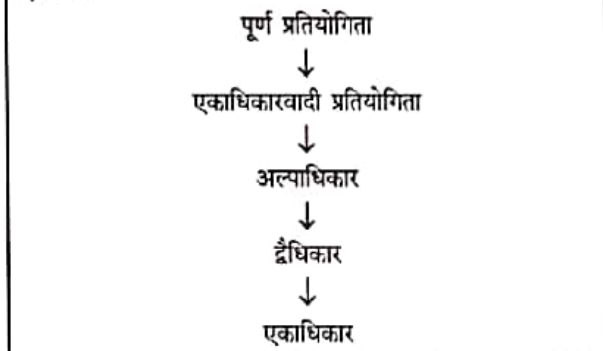 पूर्ण प्रतियोगिता
↓
एकाधिकारवादी प्रतियोगिता
↓
अल्पाधिकार
↓
द्वैधिकार
↓
एकाधिकार